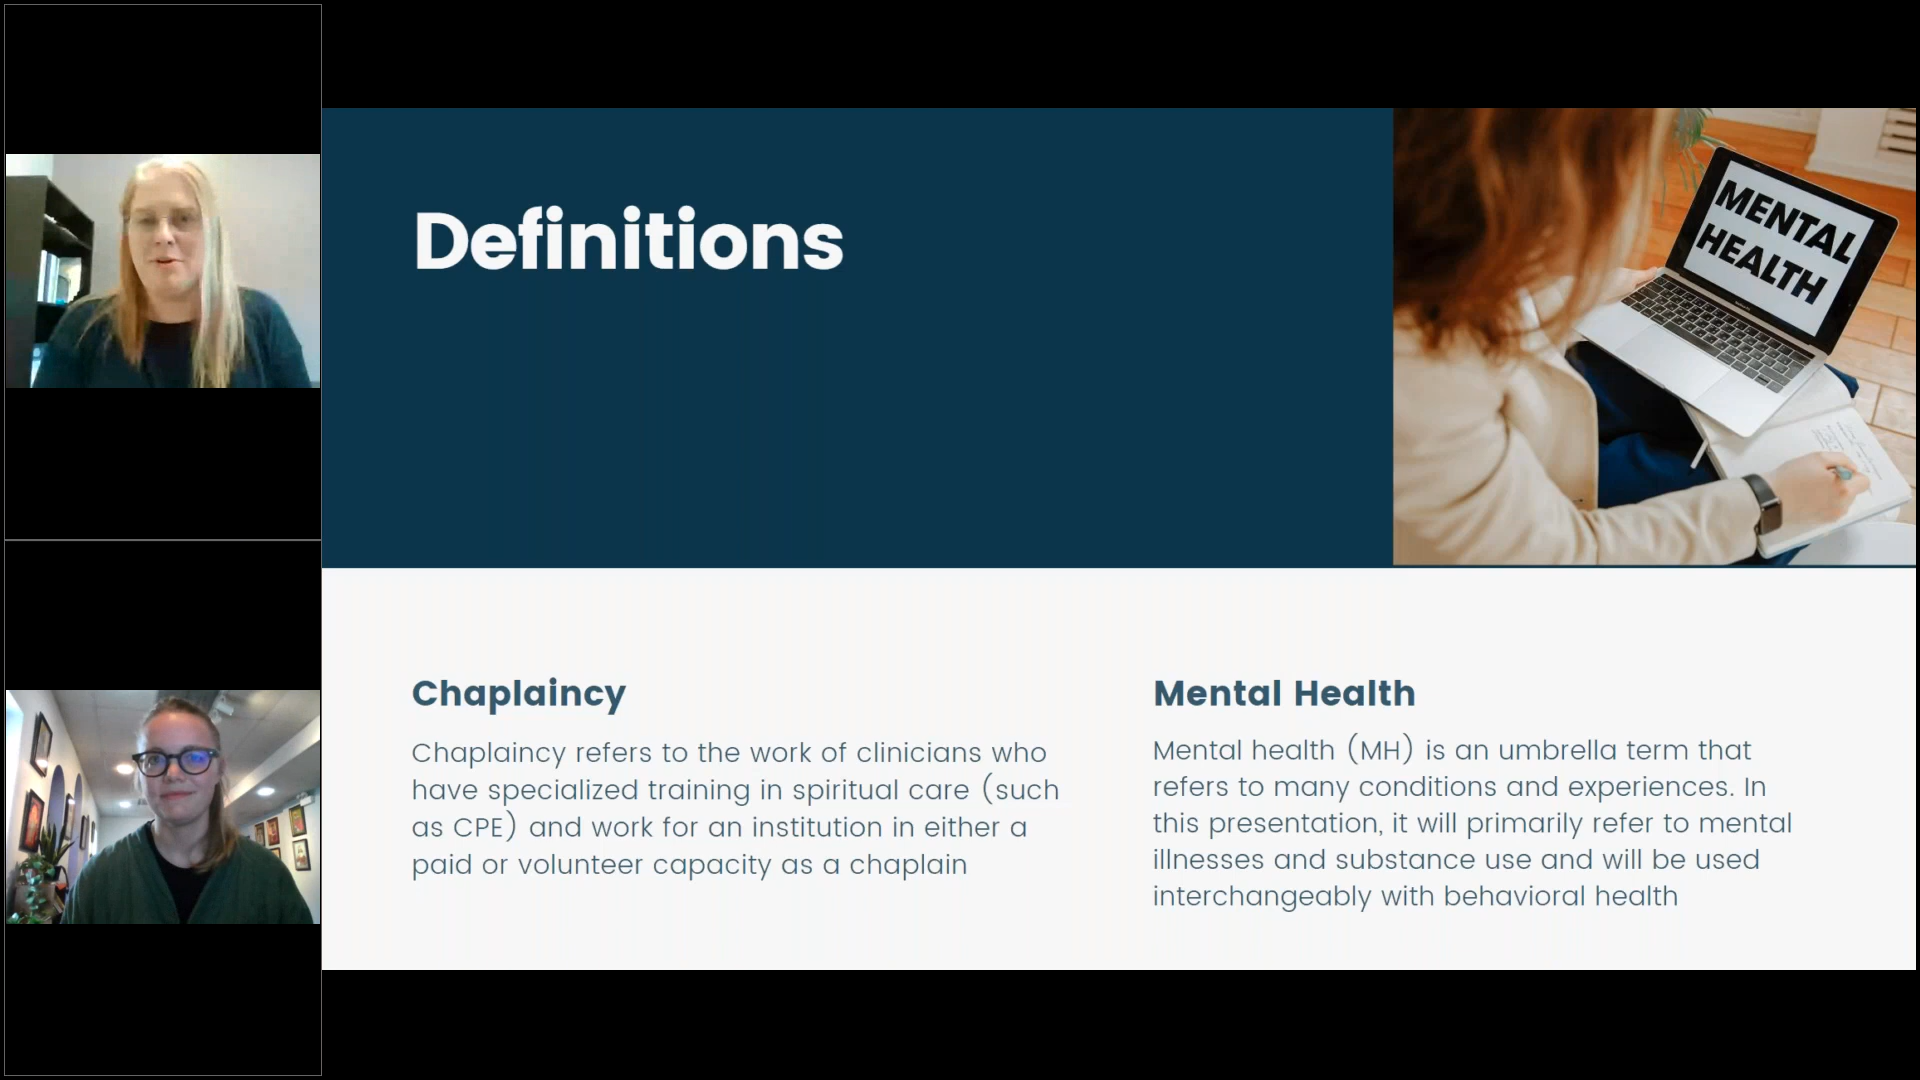 Definitions
MENTAL
HEALTH
Chaplaincy
Chaplaincy refers to the work of clinicians who
have specialized training in spiritual care (such
as CPE) and work for an institution in either a
paid or volunteer capacity as a chaplain
Mental Health
Mental health (MH) is an umbrella term that
refers to many conditions and experiences. In
this presentation, it will primarily refer to mental
illnesses and substance use and will be used
interchangeably with behavioral health